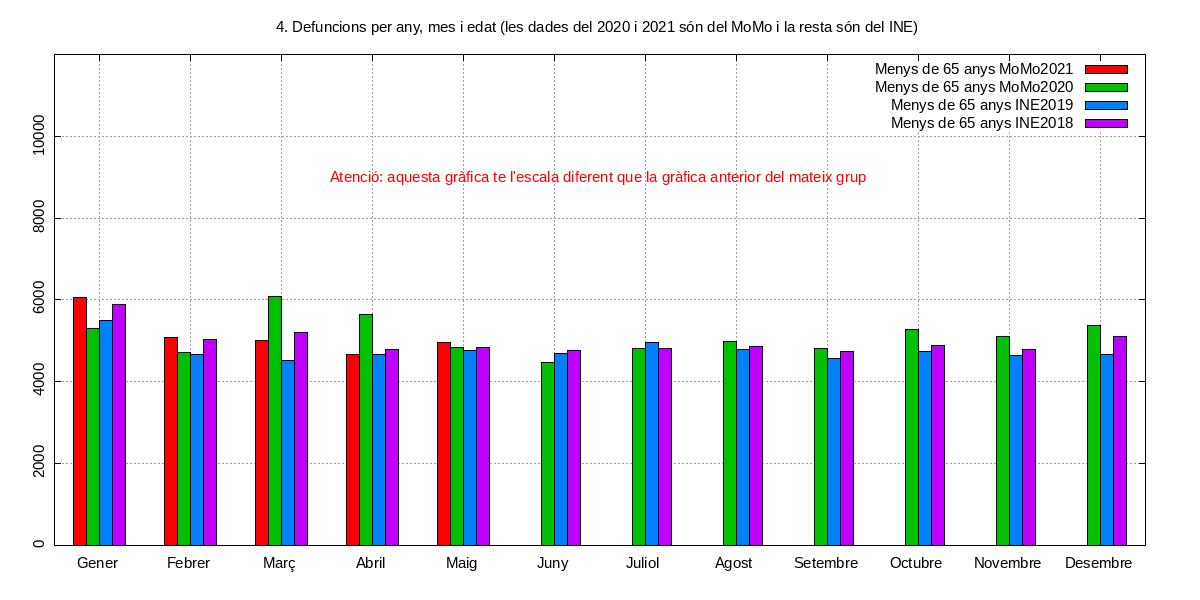 4. Defuncions per any, mes i edat (les dades del 2020 i 2021 són del MoMo i la resta són del INE)
Menys de 65 anys MoMo2021
Menys de 65 anys MoMo2020
Menys de 65 anys INE2019
Menys de 65 anys INE2018
Atenció: aquesta gràfica te l'escala diferent que la gràfica anterior del mateix grup
10000
8000
6000
4000
2000
0
Gener Febrer Març Abril Maig Juny Juliol Agost Setembre Octubre Novembre Desembre